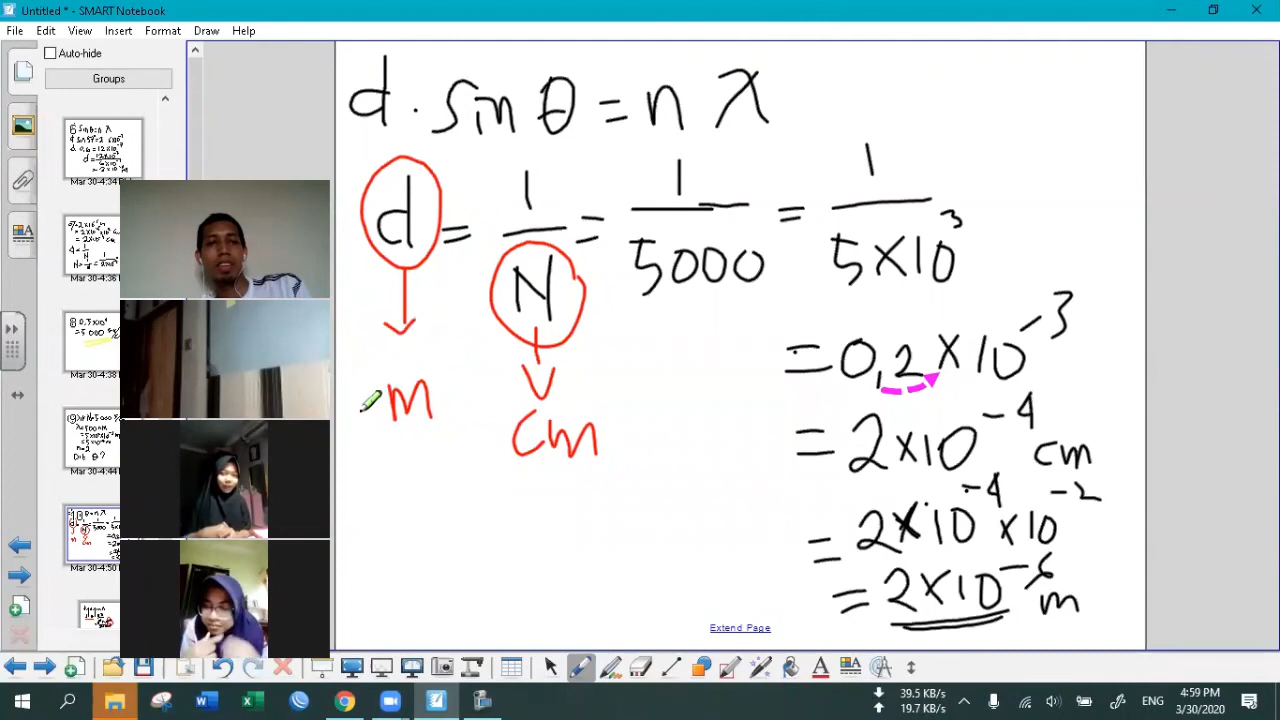 Untitled * - SMART Notebook
File Edit View Insert Format Draw Help
Auto-hide
Groups
d . sin θ = n λ
d = 1/N = 1/5000 = 1/5×10³
m
cm
= 0,2 × 10⁻³
= 2×10⁻⁴ cm
= 2×10⁻⁴ × 10⁻²
= 2×10⁻⁶ m
Extend Page
39.5 KB/s
19.7 KB/s
ENG
4:59 PM
3/30/2020